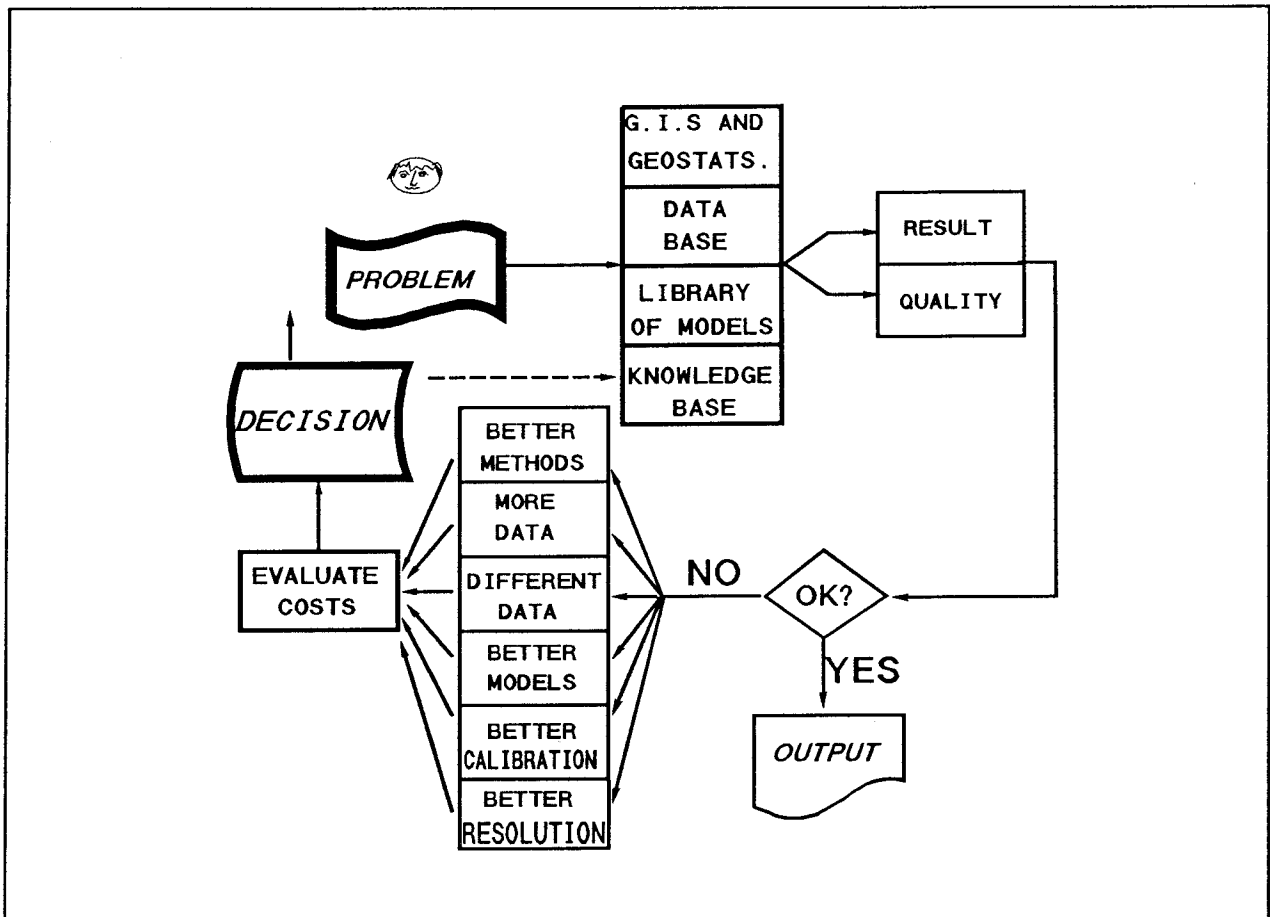 G.I.S AND
GEOSTATS.
DATA
BASE
LIBRARY
OF MODELS
KNOWLEDGE
BASE
PROBLEM
RESULT
QUALITY
DECISION
BETTER
METHODS
MORE
DATA
DIFFERENT
DATA
BETTER
MODELS
BETTER
CALIBRATION
BETTER
RESOLUTION
EVALUATE
COSTS
NO
OK?
YES
OUTPUT